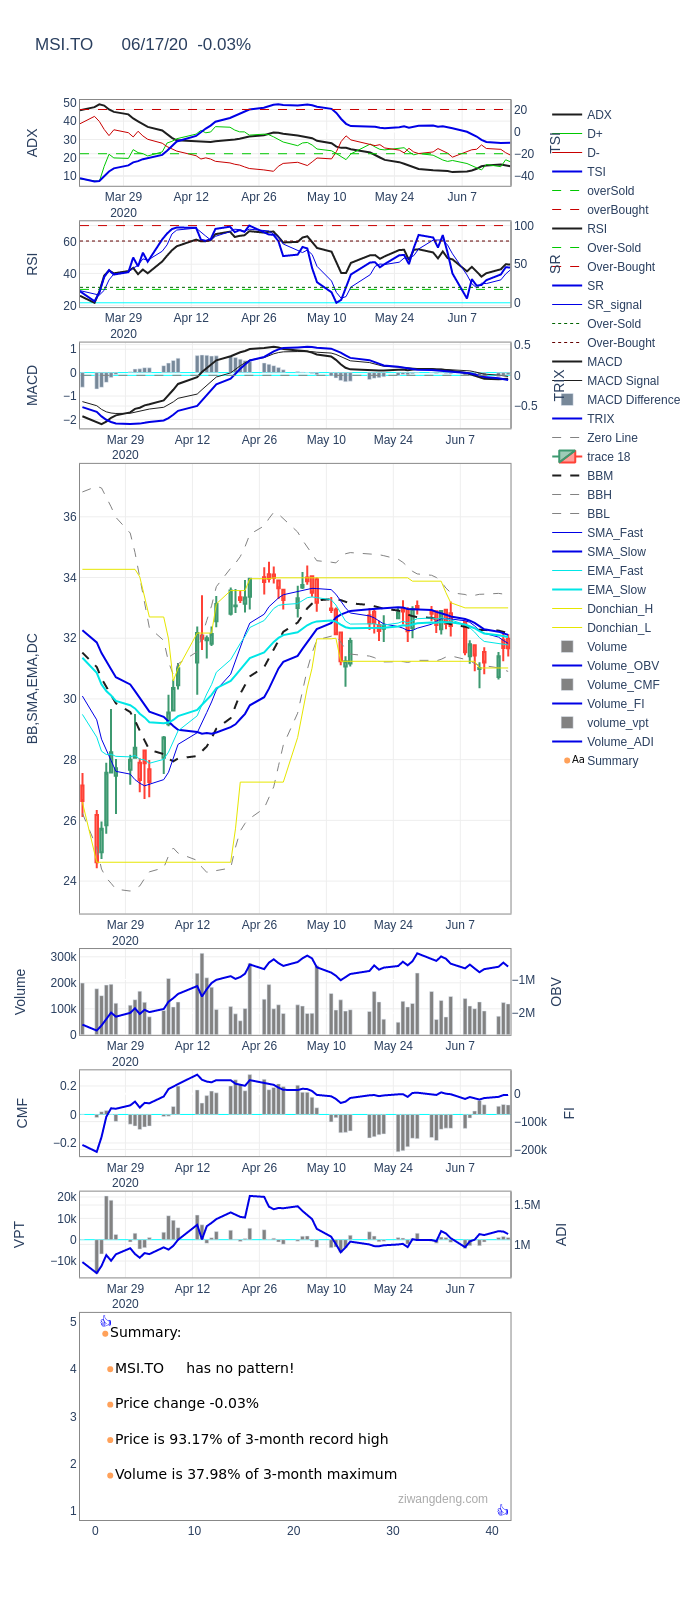 MSI.TO 06/17/20 -0.03%
50
40
30
20
10
ADX
20
0
−20
−40
TSI
Mar 29
2020
Apr 12
Apr 26
May 10
May 24
Jun 7
60
40
20
RSI
100
50
0
SR
Mar 29
2020
Apr 12
Apr 26
May 10
May 24
Jun 7
1
0
−1
−2
MACD
0.5
0
−0.5
TRIX
Mar 29
2020
Apr 12
Apr 26
May 10
May 24
Jun 7
36
34
32
30
28
26
24
BB,SMA,EMA,DC
Mar 29
2020
Apr 12
Apr 26
May 10
May 24
Jun 7
300k
200k
100k
0
Volume
−1M
−2M
OBV
Mar 29
2020
Apr 12
Apr 26
May 10
May 24
Jun 7
0.2
0
−0.2
CMF
0
−100k
−200k
FI
Mar 29
2020
Apr 12
Apr 26
May 10
May 24
Jun 7
20k
10k
0
−10k
VPT
1.5M
1M
ADI
Mar 29
2020
Apr 12
Apr 26
May 10
May 24
Jun 7
5
4
3
2
1
Summary:
MSI.TO has no pattern!
Price change -0.03%
Price is 93.17% of 3-month record high
Volume is 37.98% of 3-month maximum
ziwangdeng.com
0
10
20
30
40
ADX
D+
D-
TSI
overSold
overBought
RSI
Over-Sold
Over-Bought
SR
SR_signal
Over-Sold
Over-Bought
MACD
MACD Signal
MACD Difference
TRIX
Zero Line
trace 18
BBM
BBH
BBL
SMA_Fast
SMA_Slow
EMA_Fast
EMA_Slow
Donchian_H
Donchian_L
Volume
Volume_OBV
Volume_CMF
Volume_FI
volume_vpt
Volume_ADI
Aa Summary